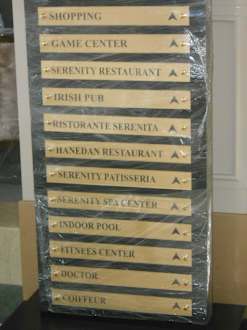 SHOPPING
GAME CENTER
SERENITY RESTAURANT
IRISH PUB
RISTORANTE SERENITA
HANEDAN RESTAURANT
SERENITY PATISSERIA
SERENITY SPA CENTER
INDOOR POOL
FITNEES CENTER
DOCTOR
COIFFEUR